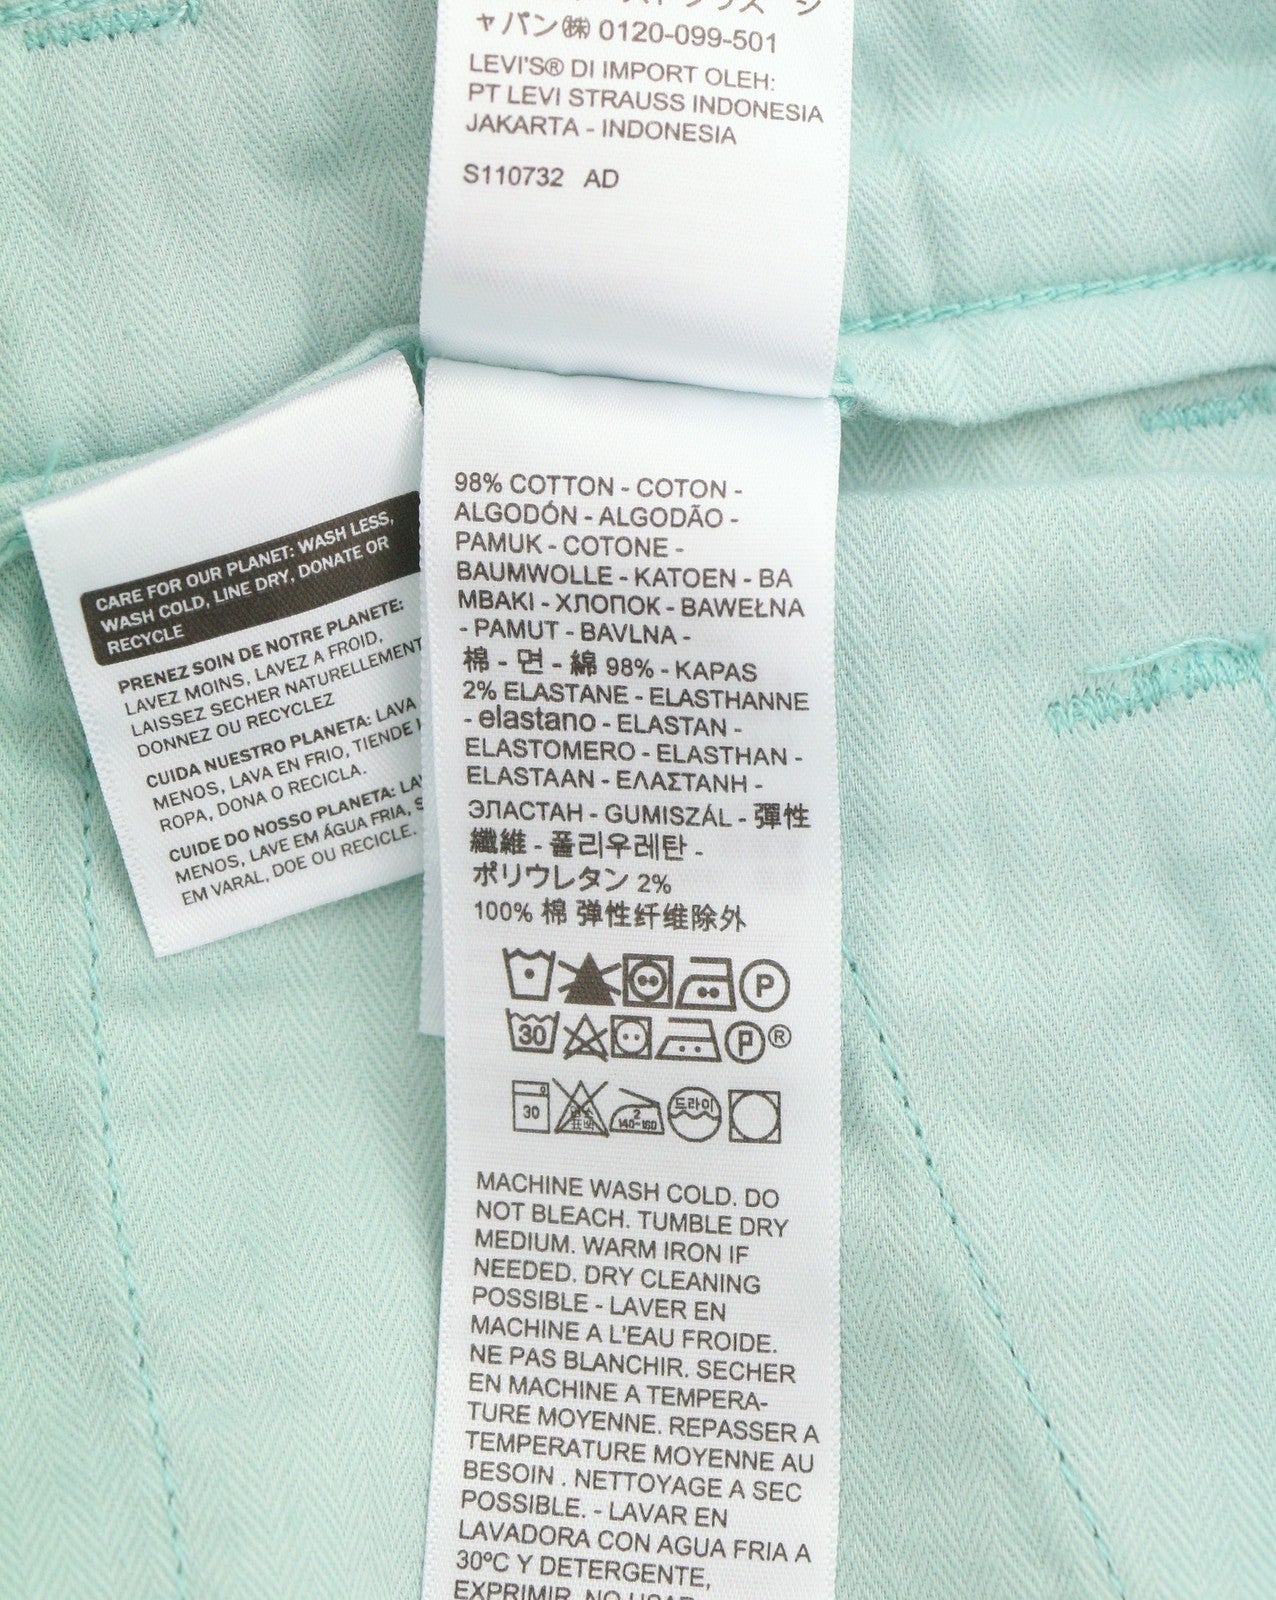 ャパン㈱ 0120-099-501
LEVI'S® DI IMPORT OLEH:
PT LEVI STRAUSS INDONESIA
JAKARTA - INDONESIA
S110732 AD
CARE FOR OUR PLANET: WASH LESS,
WASH COLD, LINE DRY, DONATE OR
RECYCLE
PRENEZ SOIN DE NOTRE PLANETE:
LAVEZ MOINS, LAVEZ A FROID,
LAISSEZ SECHER NATURELLEMENT
DONNEZ OU RECYCLEZ
CUIDA NUESTRO PLANETA: LAVA
MENOS, LAVA EN FRIO, TIENDE
ROPA, DONA O RECICLA.
CUIDE DO NOSSO PLANETA:
MENOS, LAVE EM ÁGUA FRIA,
EM VARAL, DOE OU RECICLE.
98% COTTON - COTON -
ALGODÓN - ALGODÃO -
PAMUK - COTONE -
BAUMWOLLE - KATOEN - BA
MBAKI - ХЛОПОК - BAWEŁNA
- PAMUT - BAVLNA -
棉 - 면 - 綿 98% - KAPAS
2% ELASTANE - ELASTHANNE
- elastano - ELASTAN -
ELASTOMERO - ELASTHAN -
ELASTAAN - ΕΛΑΣΤΑΝΗ -
ЭЛАСТАН - GUMISZÁL - 彈性
纖維 - 폴리우레탄 -
ポリウレタン 2%
100% 棉 弹性纤维除外
P
30 P ®
30 2 140-160 드라이
MACHINE WASH COLD. DO
NOT BLEACH. TUMBLE DRY
MEDIUM. WARM IRON IF
NEEDED. DRY CLEANING
POSSIBLE - LAVER EN
MACHINE A L'EAU FROIDE.
NE PAS BLANCHIR. SECHER
EN MACHINE A TEMPERA-
TURE MOYENNE. REPASSER A
TEMPERATURE MOYENNE AU
BESOIN . NETTOYAGE A SEC
POSSIBLE. - LAVAR EN
LAVADORA CON AGUA FRIA A
30ºC Y DETERGENTE,
EXPRIMIR. NO USAR